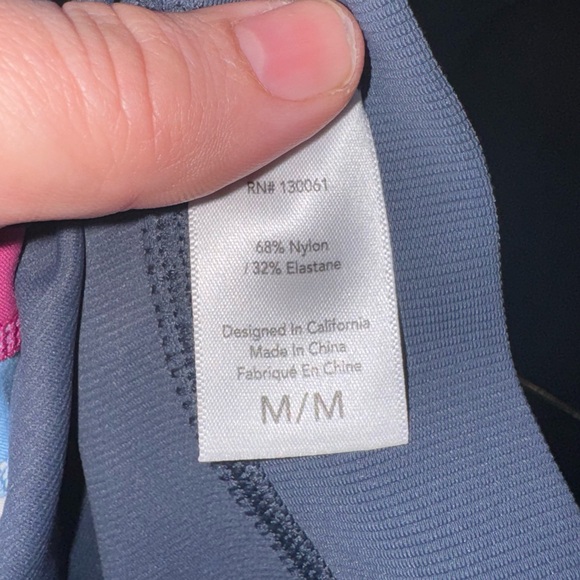 RN# 130061
68% Nylon
/ 32% Elastane
Designed In California
Made In China
Fabriqué En Chine
M/M